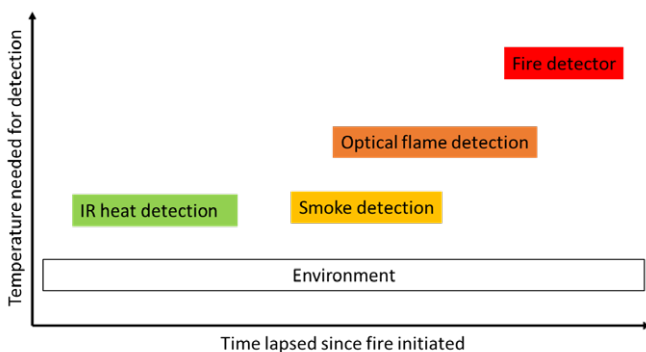 Temperature needed for detection
Fire detector
Optical flame detection
IR heat detection
Smoke detection
Environment
Time lapsed since fire initiated